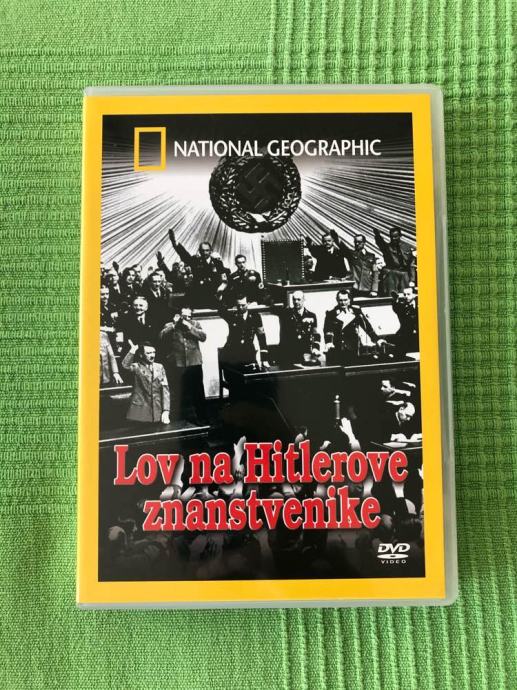 NATIONAL GEOGRAPHIC
Lov na Hitlerove
znanstvenike
DVD
VIDEO